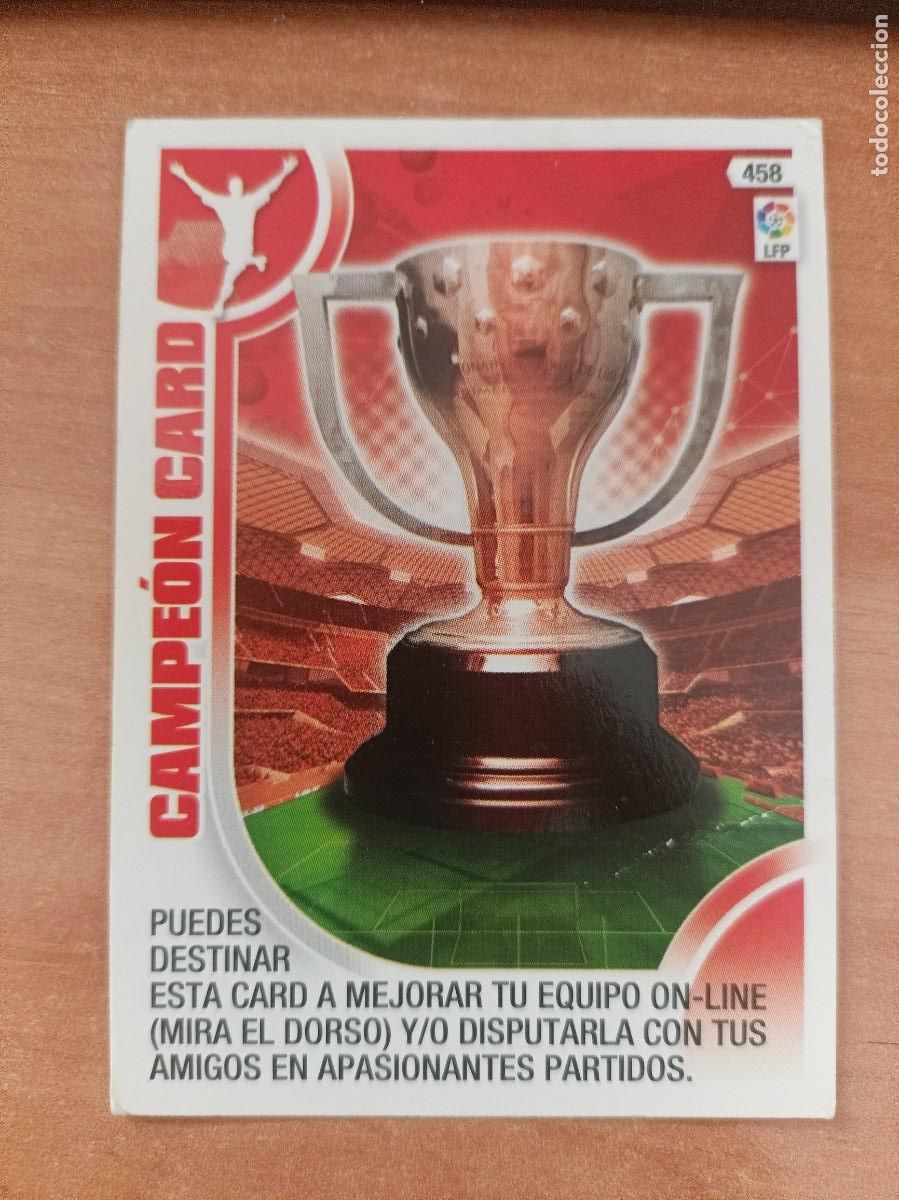 458
LFP
CAMPEÓN CARD
PUEDES
DESTINAR
ESTA CARD A MEJORAR TU EQUIPO ON-LINE
(MIRA EL DORSO) Y/O DISPUTARLA CON TUS
AMIGOS EN APASIONANTES PARTIDOS.
todocoleccion